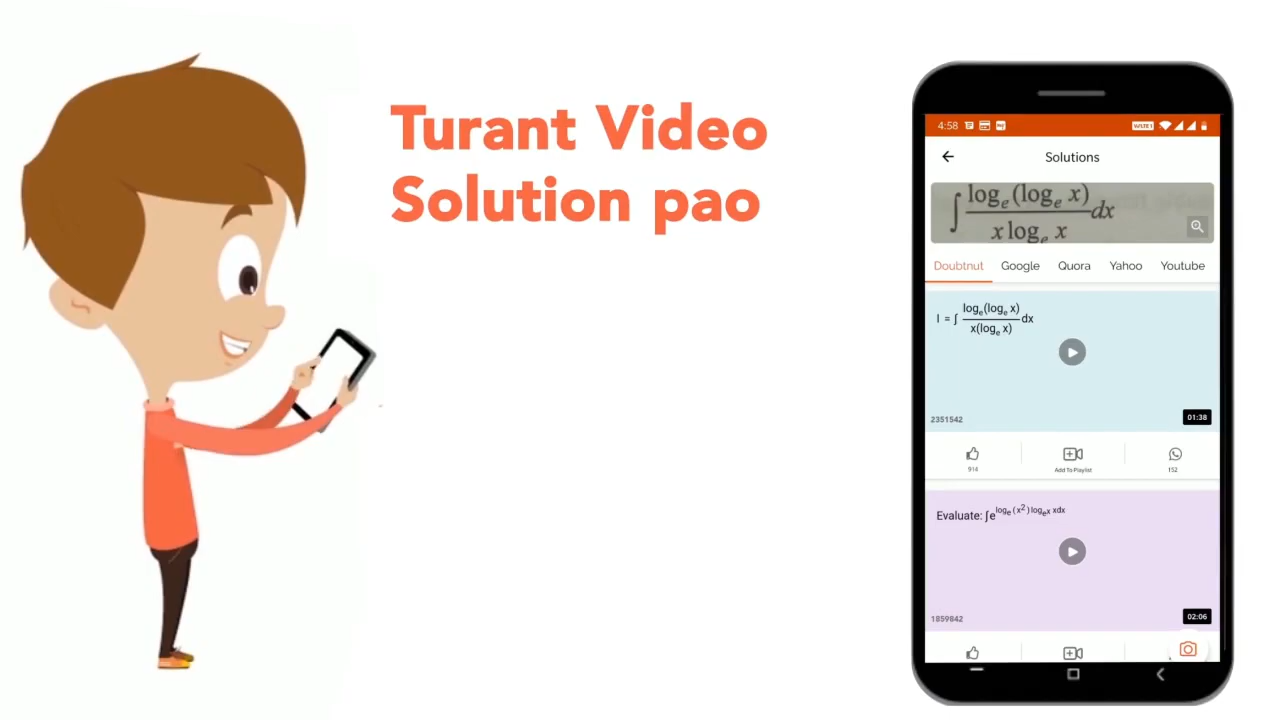 Turant Video
Solution pao
4:58
VoLTE1
Solutions
∫ logₑ(logₑ x) / x logₑ x dx
Doubtnut Google Quora Yahoo Youtube
I = ∫ logₑ(logₑ x) / x(logₑ x) dx
2351542 01:38
914 Add To Playlist 152
Evaluate: ∫e^logₑ(x²)logₑx xdx
1859842 02:06